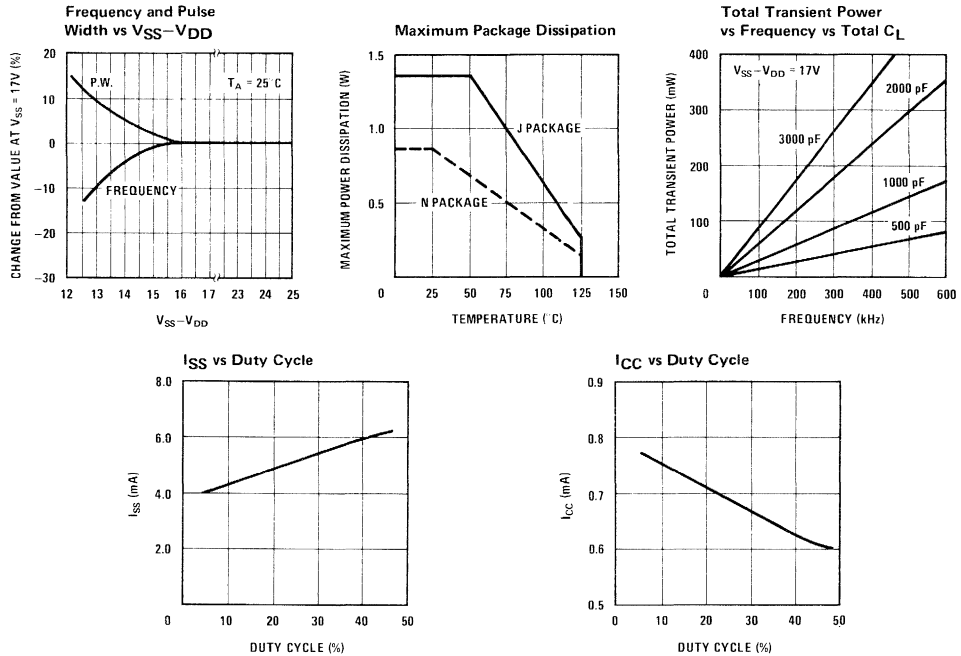 Frequency and Pulse
Width vs VSS–VDD
CHANGE FROM VALUE AT VSS = 17V (%)
20
10
0
−10
−20
−30
P.W.
TA = 25°C
FREQUENCY
12 13 14 15 16 17 23 24 25
VSS–VDD
Maximum Package Dissipation
MAXIMUM POWER DISSIPATION (W)
1.5
1.0
0.5
J PACKAGE
N PACKAGE
0 25 50 75 100 125 150
TEMPERATURE (°C)
Total Transient Power
vs Frequency vs Total CL
TOTAL TRANSIENT POWER (mW)
400
300
200
100
VSS–VDD = 17V
2000 pF
3000 pF
1000 pF
500 pF
0 100 200 300 400 500 600
FREQUENCY (kHz)
ISS vs Duty Cycle
ISS (mA)
8.0
6.0
4.0
2.0
0
0 10 20 30 40 50
DUTY CYCLE (%)
ICC vs Duty Cycle
ICC (mA)
0.9
0.8
0.7
0.6
0.5
0 10 20 30 40 50
DUTY CYCLE (%)